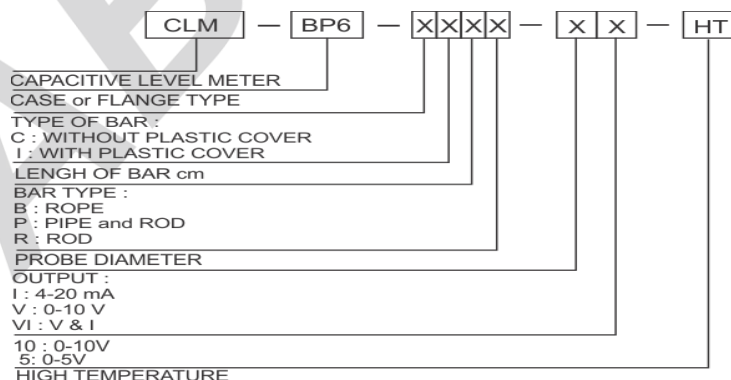 CLM — BP6 — X X X X — X X — HT
CAPACITIVE LEVEL METER
CASE or FLANGE TYPE
TYPE OF BAR :
C : WITHOUT PLASTIC COVER
I : WITH PLASTIC COVER
LENGH OF BAR cm
BAR TYPE :
B : ROPE
P : PIPE and ROD
R : ROD
PROBE DIAMETER
OUTPUT :
I : 4-20 mA
V : 0-10 V
VI : V & I
10 : 0-10V
5: 0-5V
HIGH TEMPERATURE